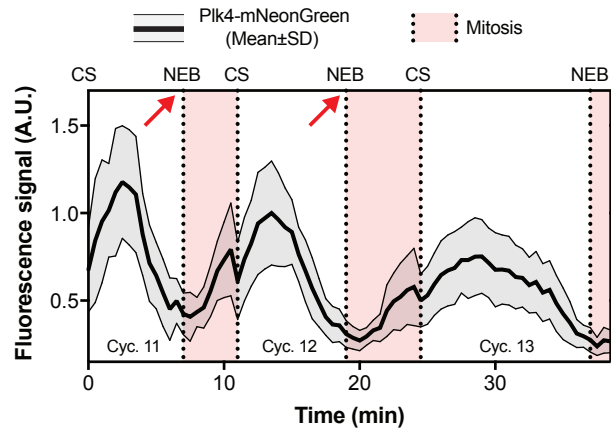 Plk4-mNeonGreen
(Mean±SD)
Mitosis
CS NEB CS NEB CS NEB
Fluorescence signal (A.U.)
1.5
1.0
0.5
Cyc. 11 Cyc. 12 Cyc. 13
0 10 20 30
Time (min)